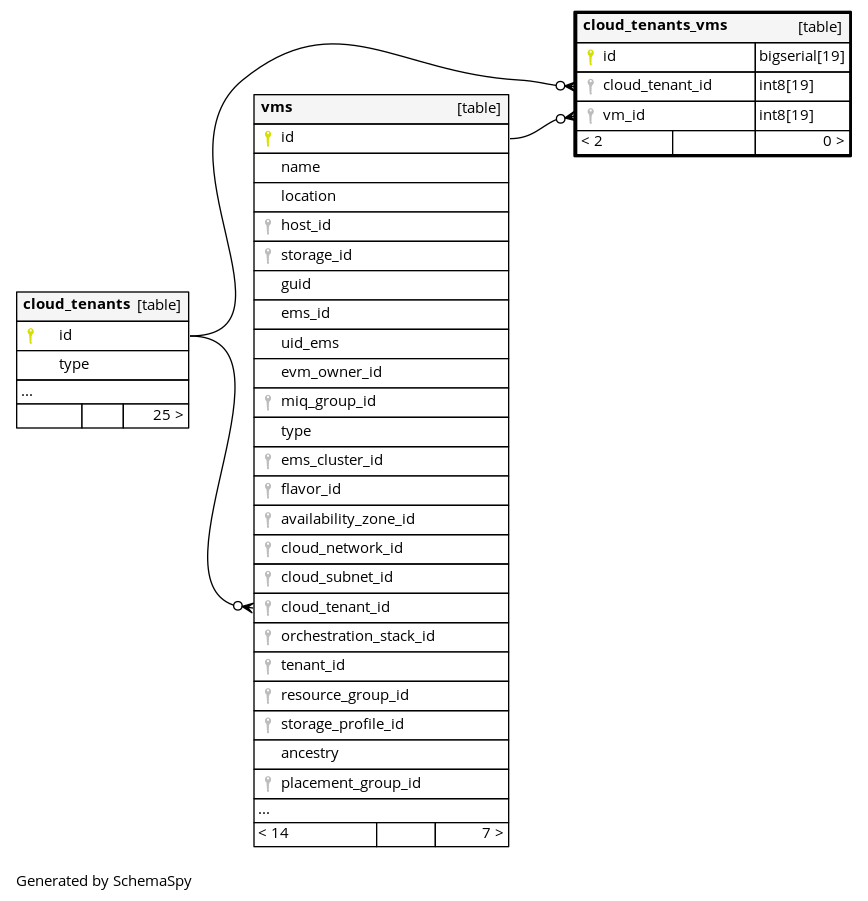 cloud_tenants_vms [table]
id bigserial[19]
cloud_tenant_id int8[19]
vm_id int8[19]
< 2 0 >
vms [table]
id
name
location
host_id
storage_id
guid
ems_id
uid_ems
evm_owner_id
miq_group_id
type
ems_cluster_id
flavor_id
availability_zone_id
cloud_network_id
cloud_subnet_id
cloud_tenant_id
orchestration_stack_id
tenant_id
resource_group_id
storage_profile_id
ancestry
placement_group_id
...
< 14 7 >
cloud_tenants [table]
id
type
...
25 >
Generated by SchemaSpy